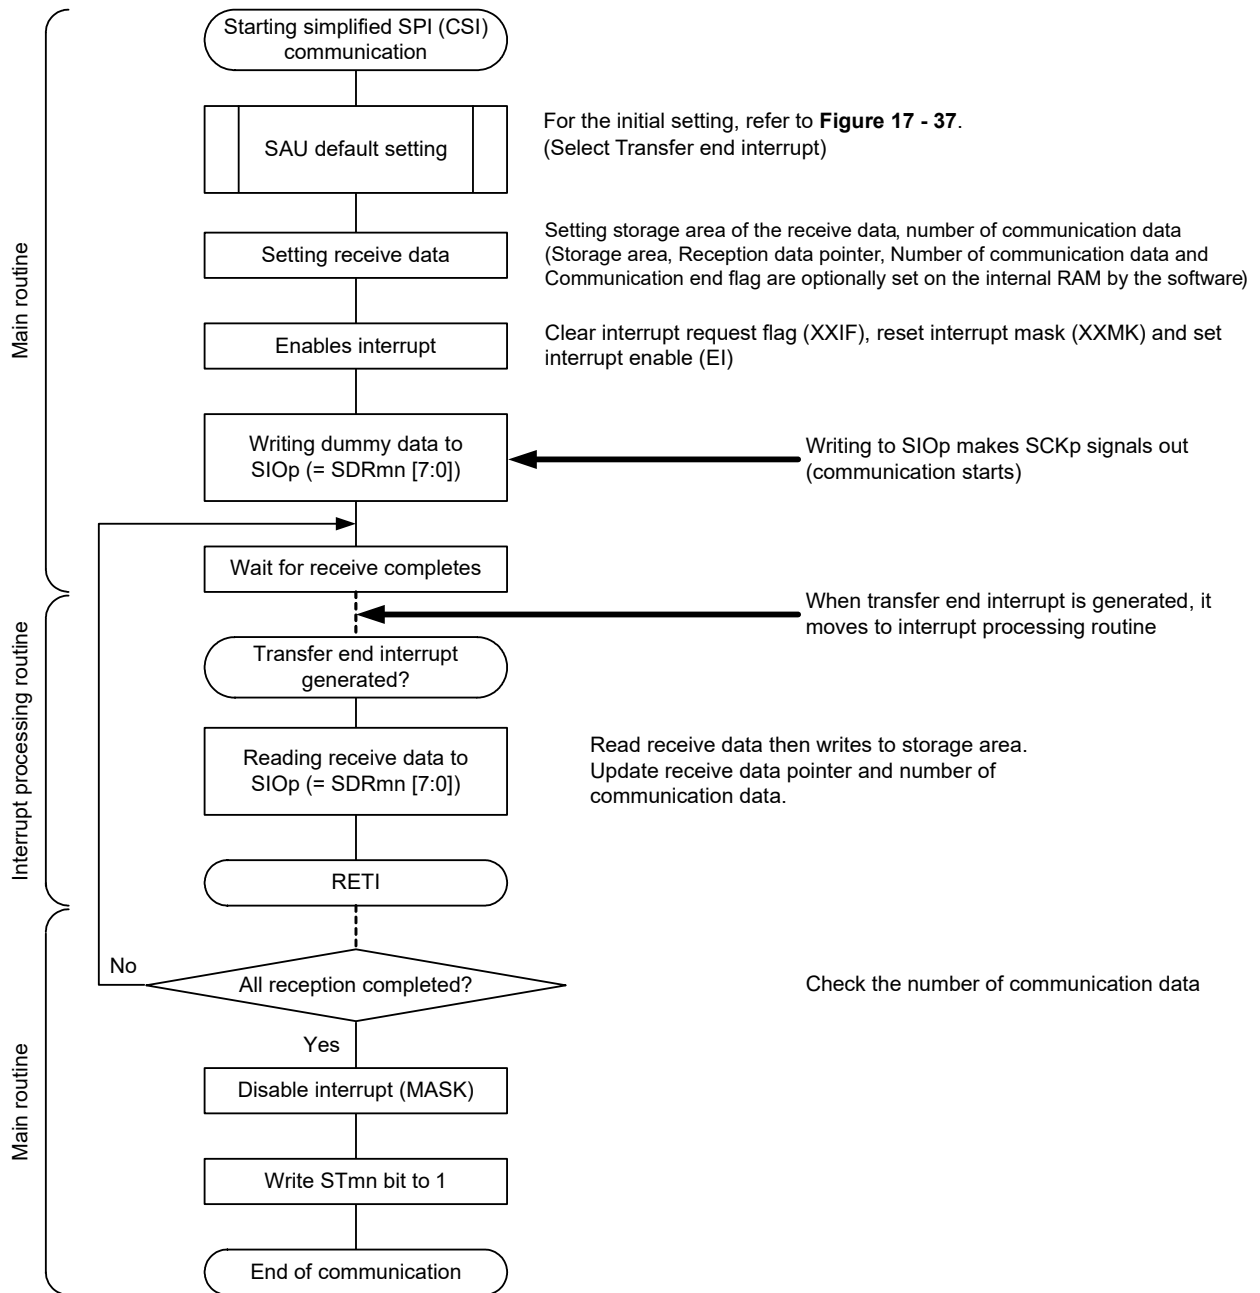 Starting simplified SPI (CSI)
communication
SAU default setting
For the initial setting, refer to Figure 17 - 37.
(Select Transfer end interrupt)
Setting receive data
Setting storage area of the receive data, number of communication data
(Storage area, Reception data pointer, Number of communication data and
Communication end flag are optionally set on the internal RAM by the software)
Main routine
Enables interrupt
Clear interrupt request flag (XXIF), reset interrupt mask (XXMK) and set
interrupt enable (EI)
Writing dummy data to
SIOp (= SDRmn [7:0])
Writing to SIOp makes SCKp signals out
(communication starts)
Wait for receive completes
When transfer end interrupt is generated, it
moves to interrupt processing routine
Transfer end interrupt
generated?
Interrupt processing routine
Reading receive data to
SIOp (= SDRmn [7:0])
Read receive data then writes to storage area.
Update receive data pointer and number of
communication data.
RETI
No
All reception completed?
Check the number of communication data
Yes
Main routine
Disable interrupt (MASK)
Write STmn bit to 1
End of communication